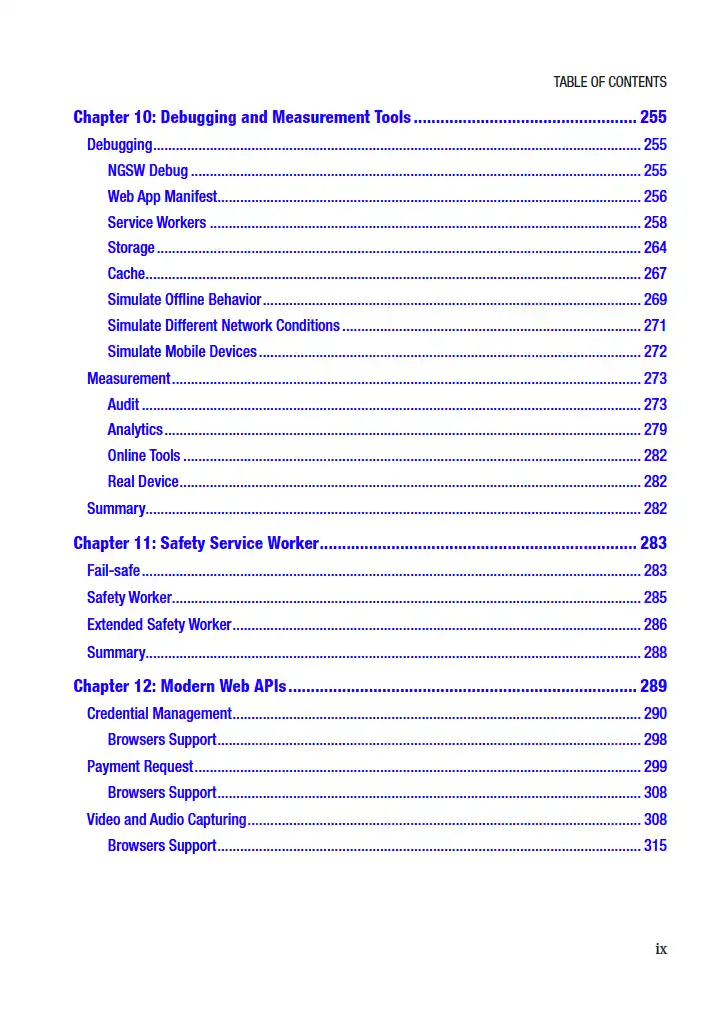 TABLE OF CONTENTS
Chapter 10: Debugging and Measurement Tools .................................................. 255
Debugging.................................................................................................................................. 255
NGSW Debug ........................................................................................................................ 255
Web App Manifest................................................................................................................. 256
Service Workers ................................................................................................................... 258
Storage ................................................................................................................................. 264
Cache.................................................................................................................................... 267
Simulate Offline Behavior ..................................................................................................... 269
Simulate Different Network Conditions ................................................................................ 271
Simulate Mobile Devices ...................................................................................................... 272
Measurement ............................................................................................................................. 273
Audit ..................................................................................................................................... 273
Analytics ............................................................................................................................... 279
Online Tools .......................................................................................................................... 282
Real Device........................................................................................................................... 282
Summary.................................................................................................................................... 282
Chapter 11: Safety Service Worker....................................................................... 283
Fail-safe ..................................................................................................................................... 283
Safety Worker............................................................................................................................. 285
Extended Safety Worker ............................................................................................................. 286
Summary.................................................................................................................................... 288
Chapter 12: Modern Web APIs .............................................................................. 289
Credential Management............................................................................................................. 290
Browsers Support................................................................................................................. 298
Payment Request ....................................................................................................................... 299
Browsers Support................................................................................................................. 308
Video and Audio Capturing ......................................................................................................... 308
Browsers Support................................................................................................................. 315
ix